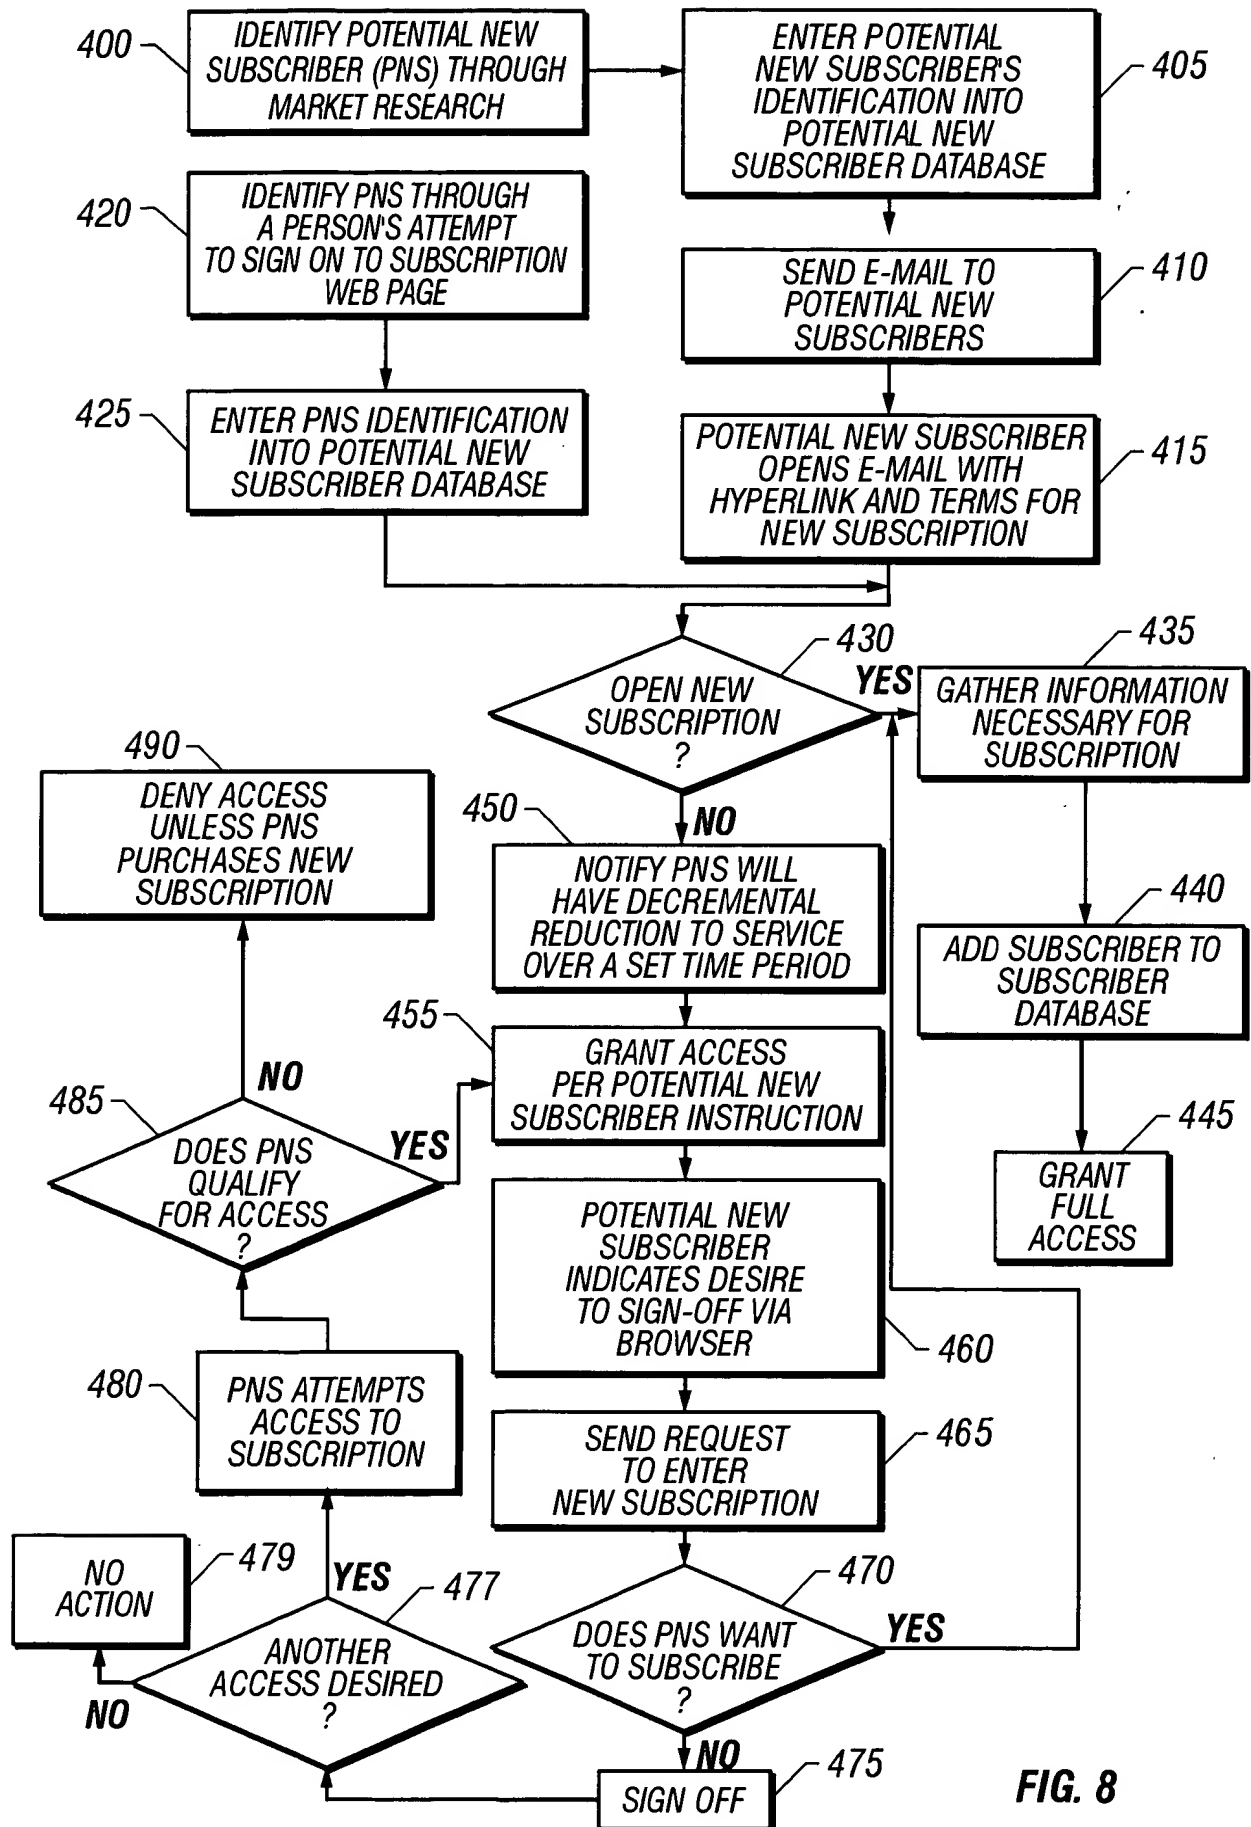 400
IDENTIFY POTENTIAL NEW
SUBSCRIBER (PNS) THROUGH
MARKET RESEARCH
ENTER POTENTIAL
NEW SUBSCRIBER'S
IDENTIFICATION INTO
POTENTIAL NEW
SUBSCRIBER DATABASE
405
420
IDENTIFY PNS THROUGH
A PERSON'S ATTEMPT
TO SIGN ON TO SUBSCRIPTION
WEB PAGE
SEND E-MAIL TO
POTENTIAL NEW
SUBSCRIBERS
410
425
ENTER PNS IDENTIFICATION
INTO POTENTIAL NEW
SUBSCRIBER DATABASE
POTENTIAL NEW SUBSCRIBER
OPENS E-MAIL WITH
HYPERLINK AND TERMS FOR
NEW SUBSCRIPTION
415
430
OPEN NEW
SUBSCRIPTION
?
YES
435
GATHER INFORMATION
NECESSARY FOR
SUBSCRIPTION
490
DENY ACCESS
UNLESS PNS
PURCHASES NEW
SUBSCRIPTION
NO
450
NOTIFY PNS WILL
HAVE DECREMENTAL
REDUCTION TO SERVICE
OVER A SET TIME PERIOD
440
ADD SUBSCRIBER TO
SUBSCRIBER
DATABASE
455
GRANT ACCESS
PER POTENTIAL NEW
SUBSCRIBER INSTRUCTION
NO
485
DOES PNS
QUALIFY
FOR ACCESS
?
YES
445
GRANT
FULL
ACCESS
POTENTIAL NEW
SUBSCRIBER
INDICATES DESIRE
TO SIGN-OFF VIA
BROWSER
460
480
PNS ATTEMPTS
ACCESS TO
SUBSCRIPTION
SEND REQUEST
TO ENTER
NEW SUBSCRIPTION
465
NO
ACTION
479
YES
477
ANOTHER
ACCESS DESIRED
?
NO
470
DOES PNS WANT
TO SUBSCRIBE
?
YES
NO
475
SIGN OFF
FIG. 8